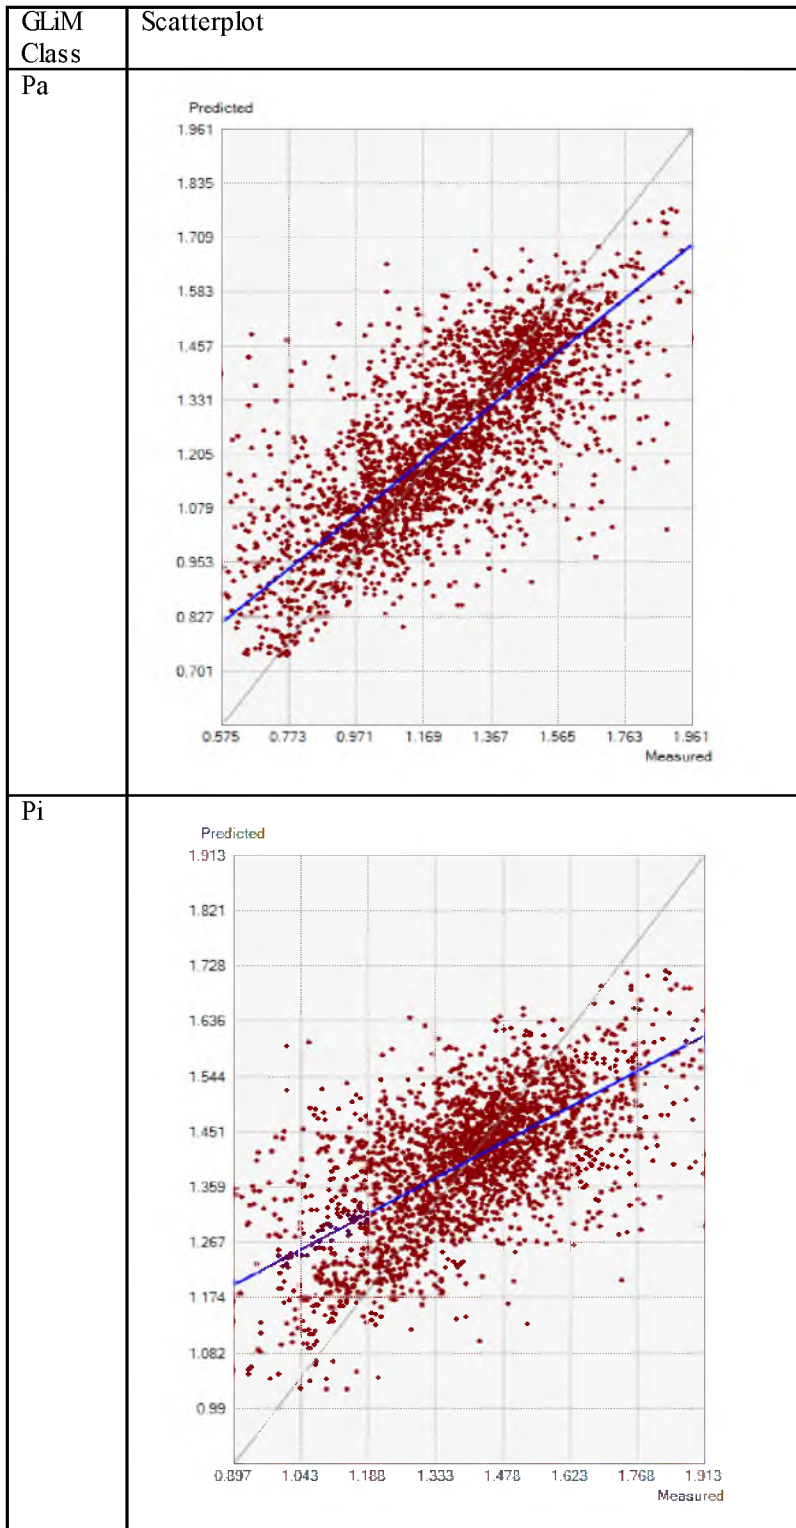 GLiM Class
Scatterplot
Pa
Predicted
1.961
1.835
1.709
1.583
1.457
1.331
1.205
1.079
0.953
0.827
0.701
0.575 0.773 0.971 1.169 1.367 1.565 1.763 1.961
Measured
Pi
Predicted
1.913
1.821
1.728
1.636
1.544
1.451
1.359
1.267
1.174
1.082
0.99
0.897 1.043 1.188 1.333 1.478 1.623 1.768 1.913
Measured